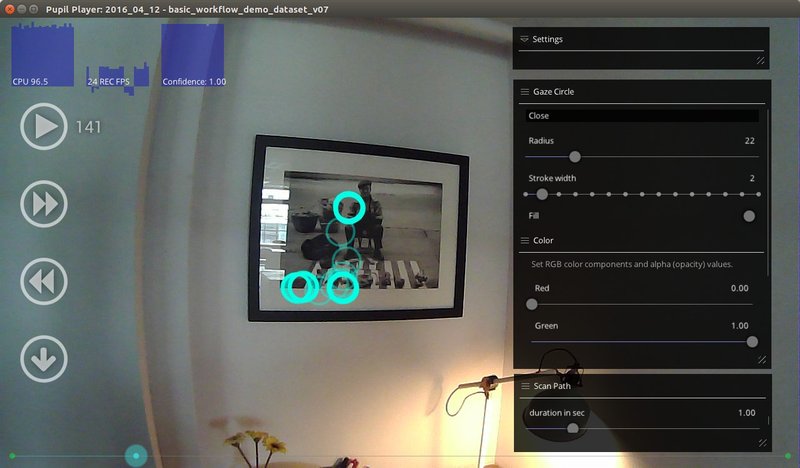 Pupil Player: 2016_04_12 - basic_workflow_demo_dataset_v07
CPU 96.5
24 REC FPS
Confidence: 1.00
141
Settings
Gaze Circle
Close
Radius 22
Stroke width 2
Fill
Color
Set RGB color components and alpha (opacity) values.
Red 0.00
Green 1.00
Scan Path
duration in sec 1.00